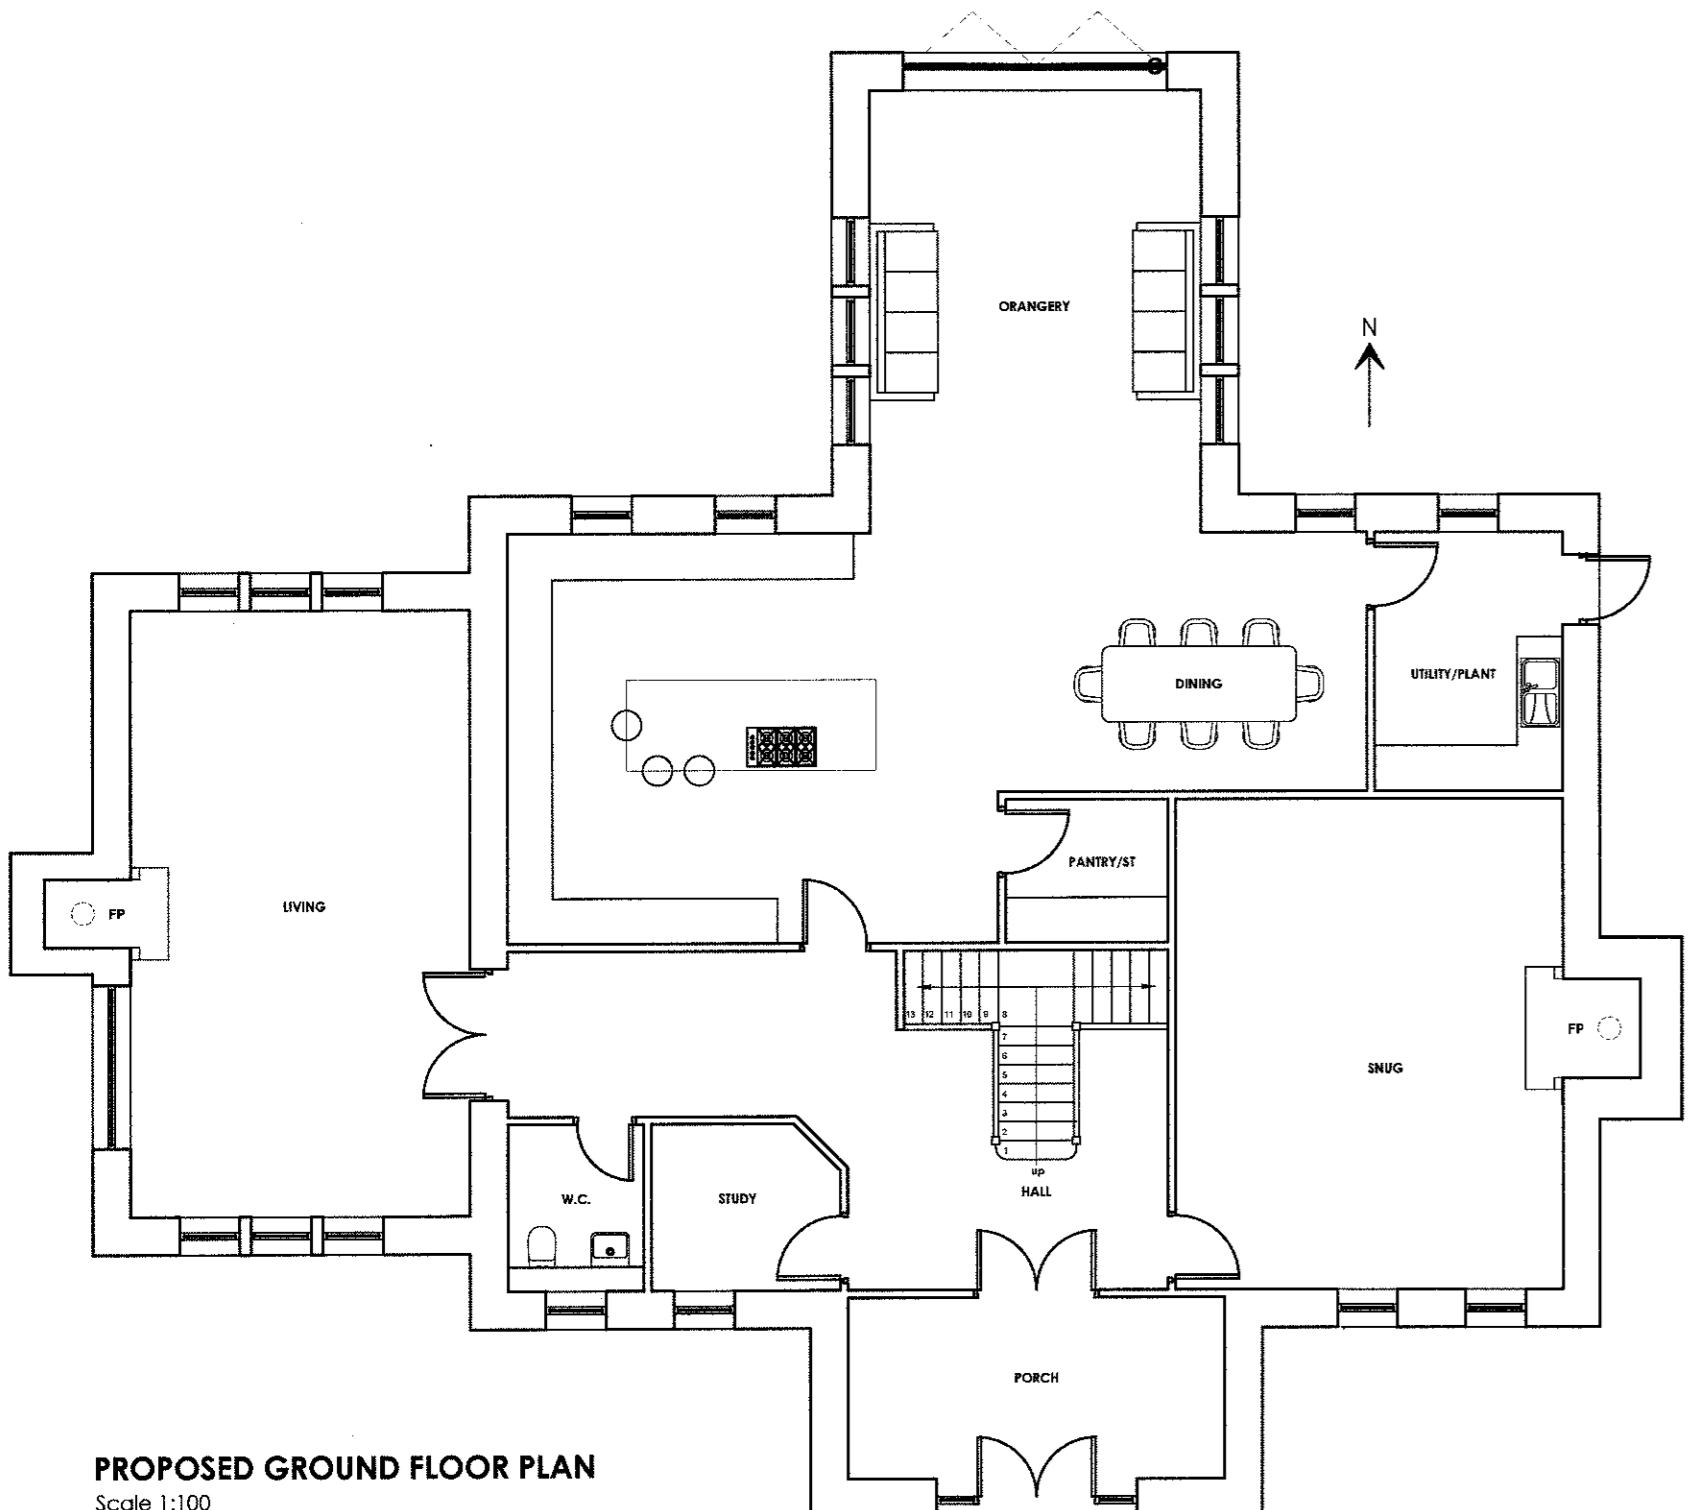 ORANGERY
N
DINING
UTILITY/PLANT
PANTRY/ST
LIVING
FP
13 12 11 10 9 8
7
6
5
4
3
2
1
up
HALL
FP
SNUG
W.C.
STUDY
PORCH
PROPOSED GROUND FLOOR PLAN
Scale 1:100